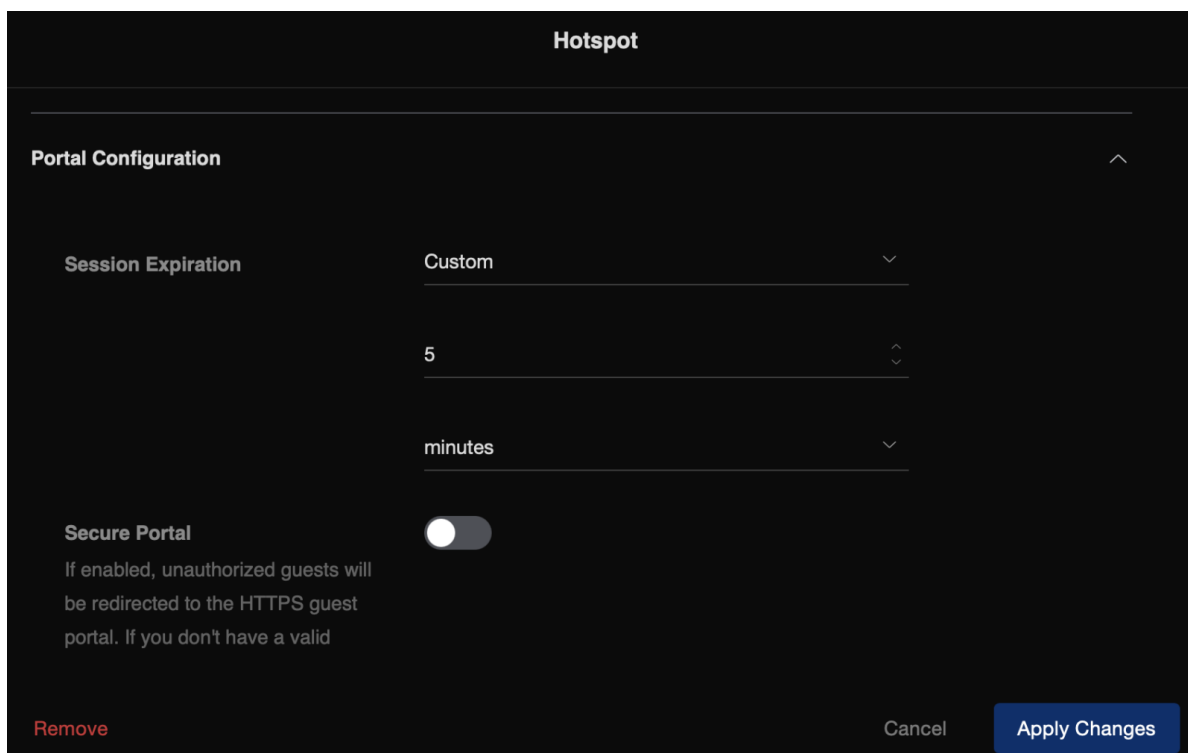 Hotspot
Portal Configuration
Session Expiration
Custom
5
minutes
Secure Portal
If enabled, unauthorized guests will
be redirected to the HTTPS guest
portal. If you don't have a valid
Remove
Cancel
Apply Changes